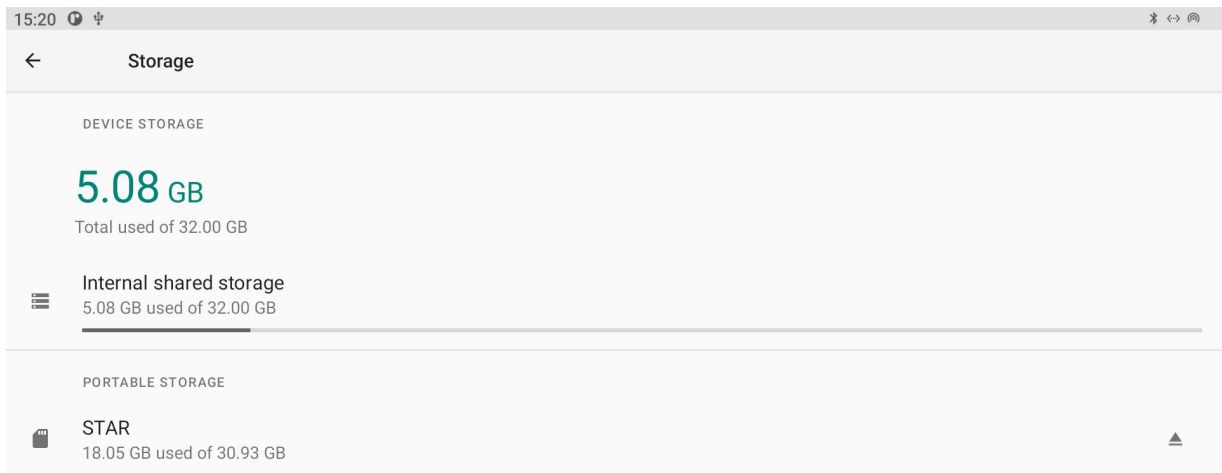 15:20
Storage
DEVICE STORAGE
5.08 GB
Total used of 32.00 GB
Internal shared storage
5.08 GB used of 32.00 GB
PORTABLE STORAGE
STAR
18.05 GB used of 30.93 GB